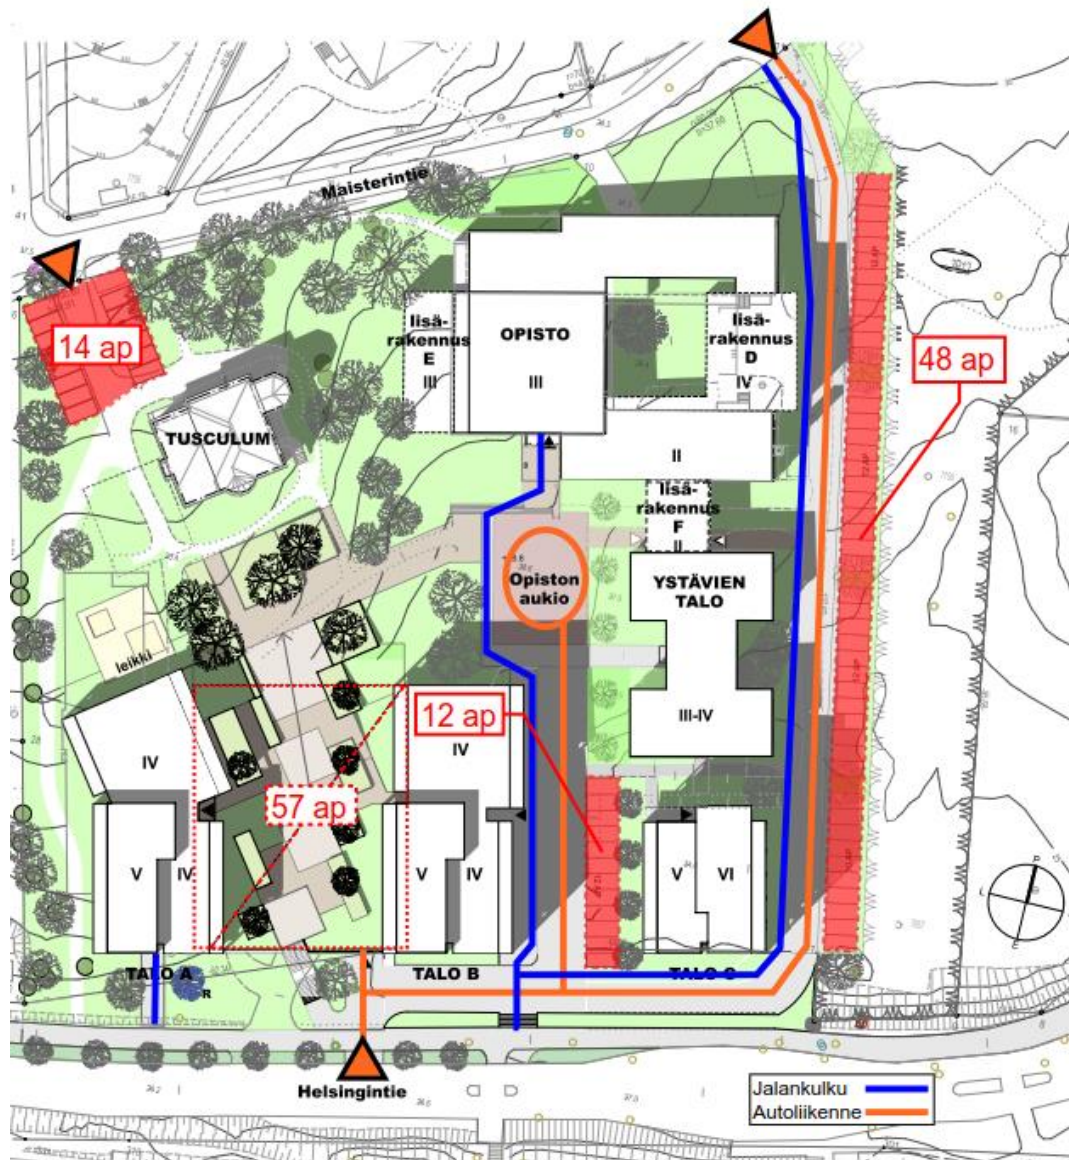 Maisterintie
14 ap
TUSCULUM
lisä-
rakennus
E
III
OPISTO
III
lisä-
rakennus
D
IV
48 ap
II
lisä-
rakennus
F
II
Opiston
aukio
YSTÄVIEN
TALO
III-IV
leikki
12 ap
IV
IV
57 ap
V
IV
V
IV
V
VI
TALO A
TALO B
TALO C
R
Helsingintie
Jalankulku
Autoliikenne